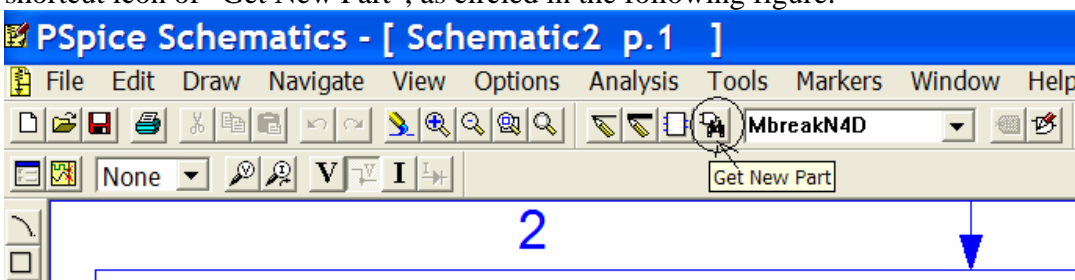 shortcut icon of "Get New Part", as circled in the following figure.
PSpice Schematics - [ Schematic2 p.1 ]
File Edit Draw Navigate View Options Analysis Tools Markers Window Help
MbreakN4D
None V V I
Get New Part
2